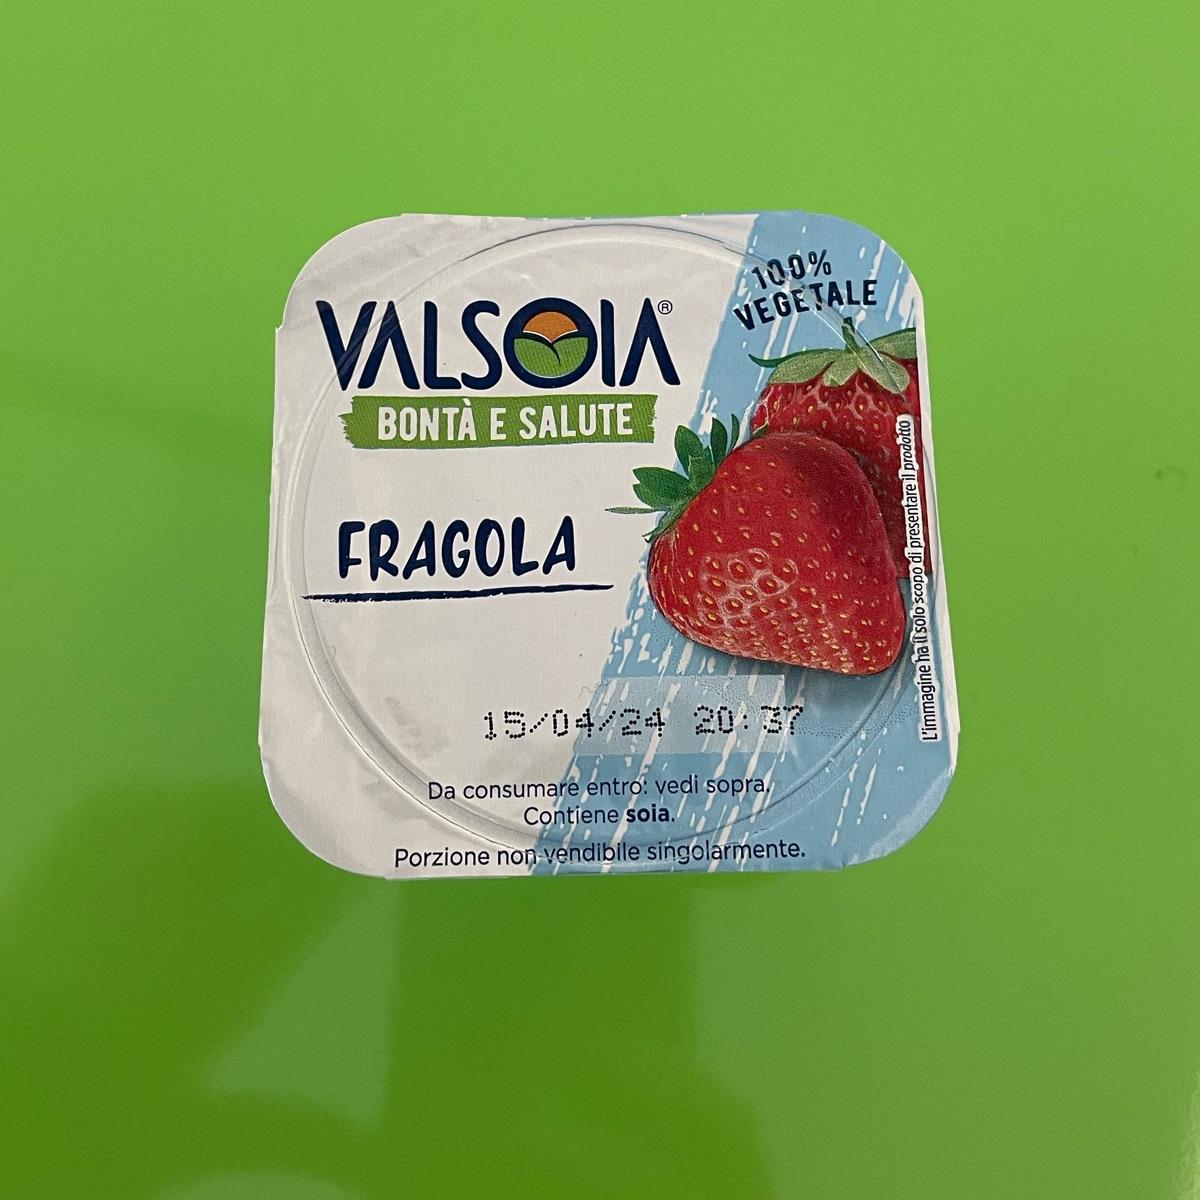 100%
VEGETALE
VALSOIA®
BONTÀ E SALUTE
FRAGOLA
L'immagine ha il solo scopo di presentare il prodotto
15/04/24 20:37
Da consumare entro: vedi sopra.
Contiene soia.
Porzione non vendibile singolarmente.